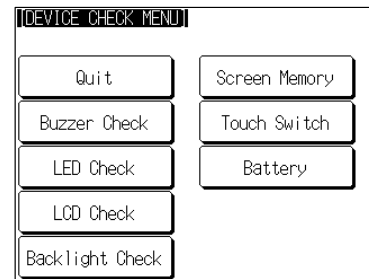 [DEVICE CHECK MENU]
Quit
Buzzer Check
LED Check
LCD Check
Backlight Check
Screen Memory
Touch Switch
Battery